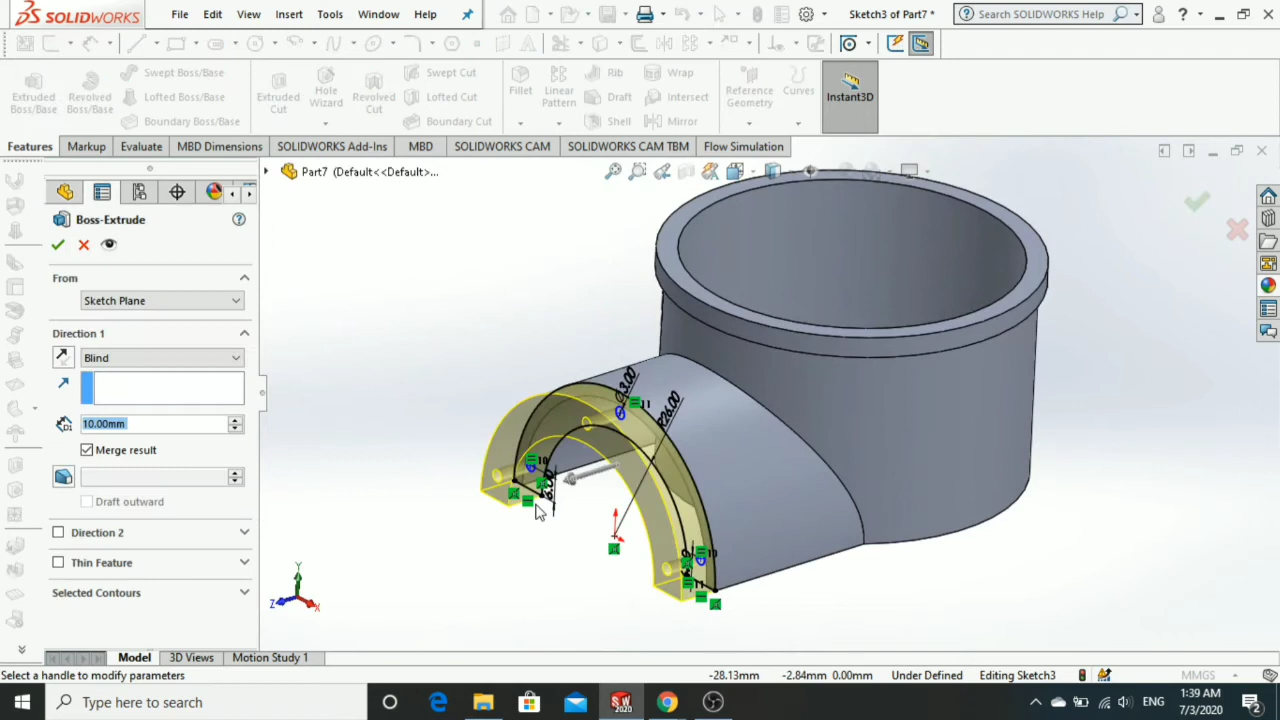 SOLIDWORKS
File Edit View Insert Tools Window Help
Sketch3 of Part7 *
Search SOLIDWORKS Help
Extruded Boss/Base
Revolved Boss/Base
Swept Boss/Base
Lofted Boss/Base
Boundary Boss/Base
Extruded Cut
Hole Wizard
Revolved Cut
Swept Cut
Lofted Cut
Boundary Cut
Fillet
Linear Pattern
Rib
Draft
Shell
Wrap
Intersect
Mirror
Reference Geometry
Curves
Instant3D
Features Markup Evaluate MBD Dimensions SOLIDWORKS Add-Ins MBD SOLIDWORKS CAM SOLIDWORKS CAM TBM Flow Simulation
Part7 (Default<<Default>...
Boss-Extrude
From
Sketch Plane
Direction 1
Blind
10.00mm
Merge result
Draft outward
Direction 2
Thin Feature
Selected Contours
R26.00
11
10
Y
Z
X
Model 3D Views Motion Study 1
Select a handle to modify parameters
-28.13mm -2.84mm 0.00mm Under Defined Editing Sketch3 MMGS
Type here to search
SW
2020
ENG
1:39 AM
7/3/2020
2